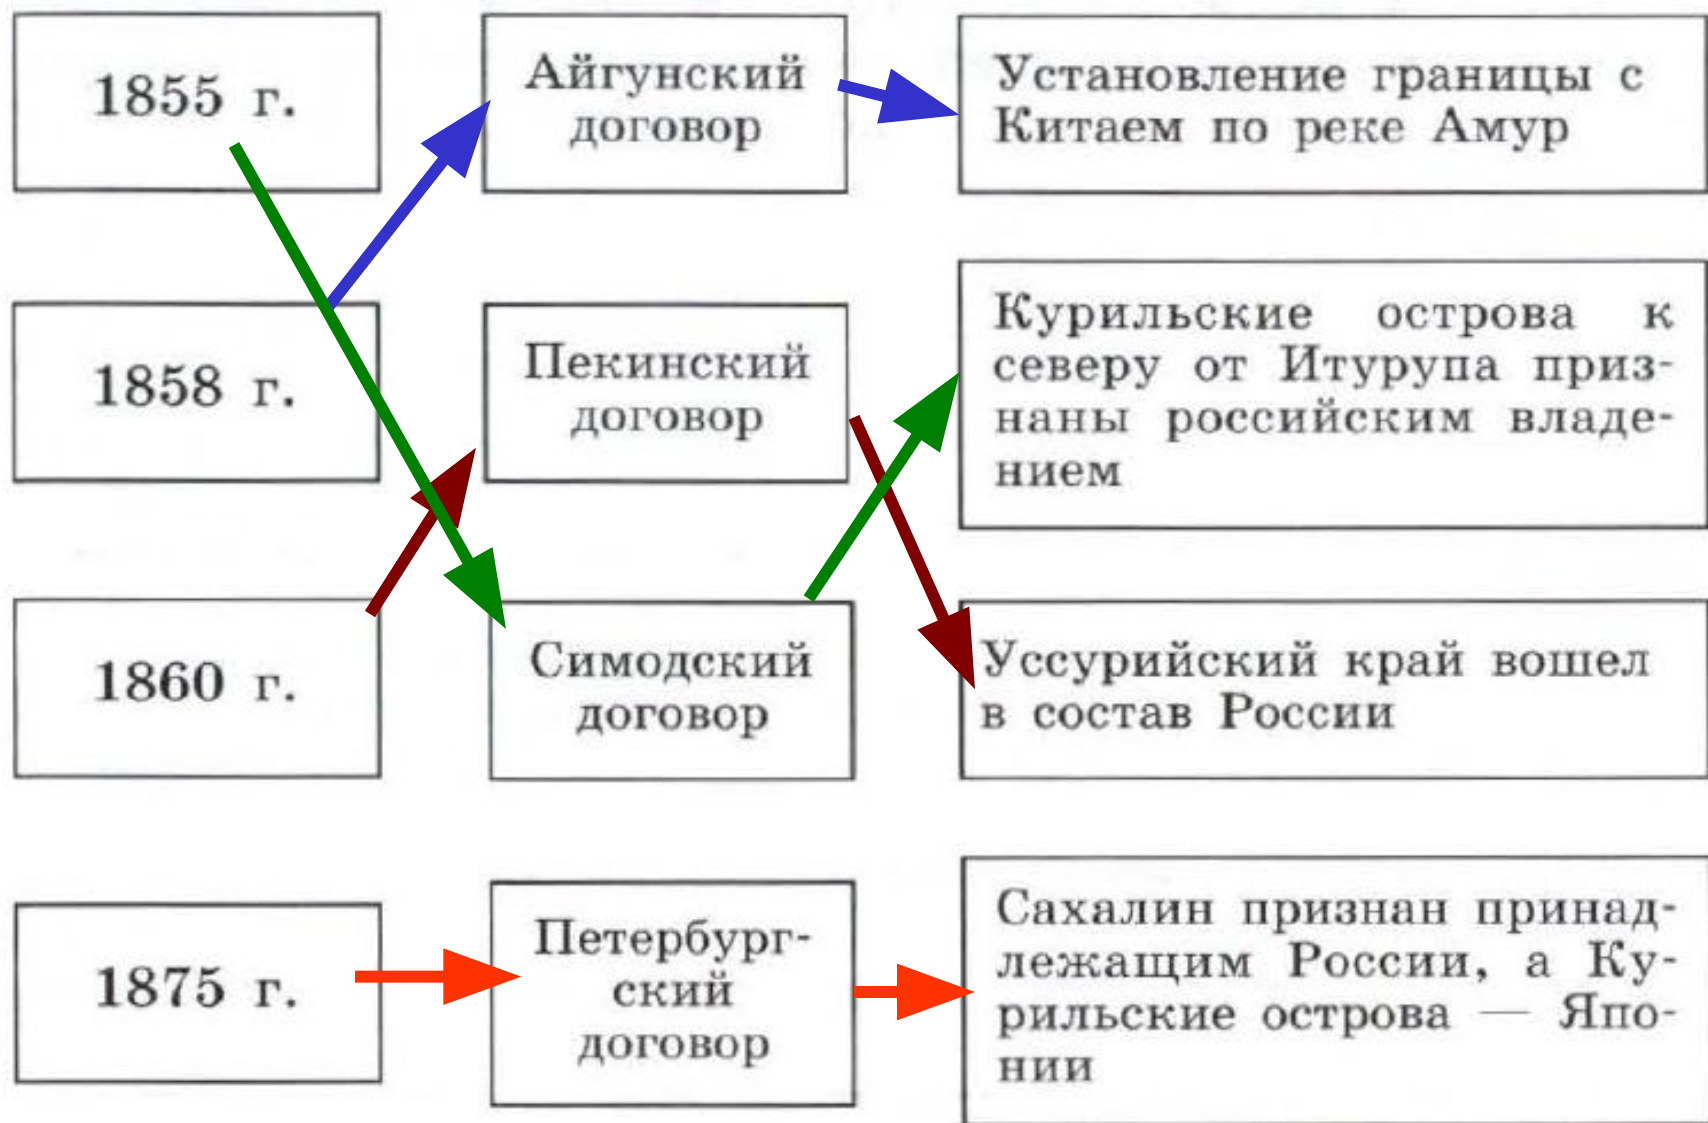 1855 г.
Айгунский
договор
Установление границы с
Китаем по реке Амур
1858 г.
Пекинский
договор
Курильские острова к
северу от Итурупа приз-
наны российским владе-
нием
1860 г.
Симодский
договор
Уссурийский край вошел
в состав России
1875 г.
Петербург-
ский
договор
Сахалин признан принад-
лежащим России, а Ку-
рильские острова — Япо-
нии